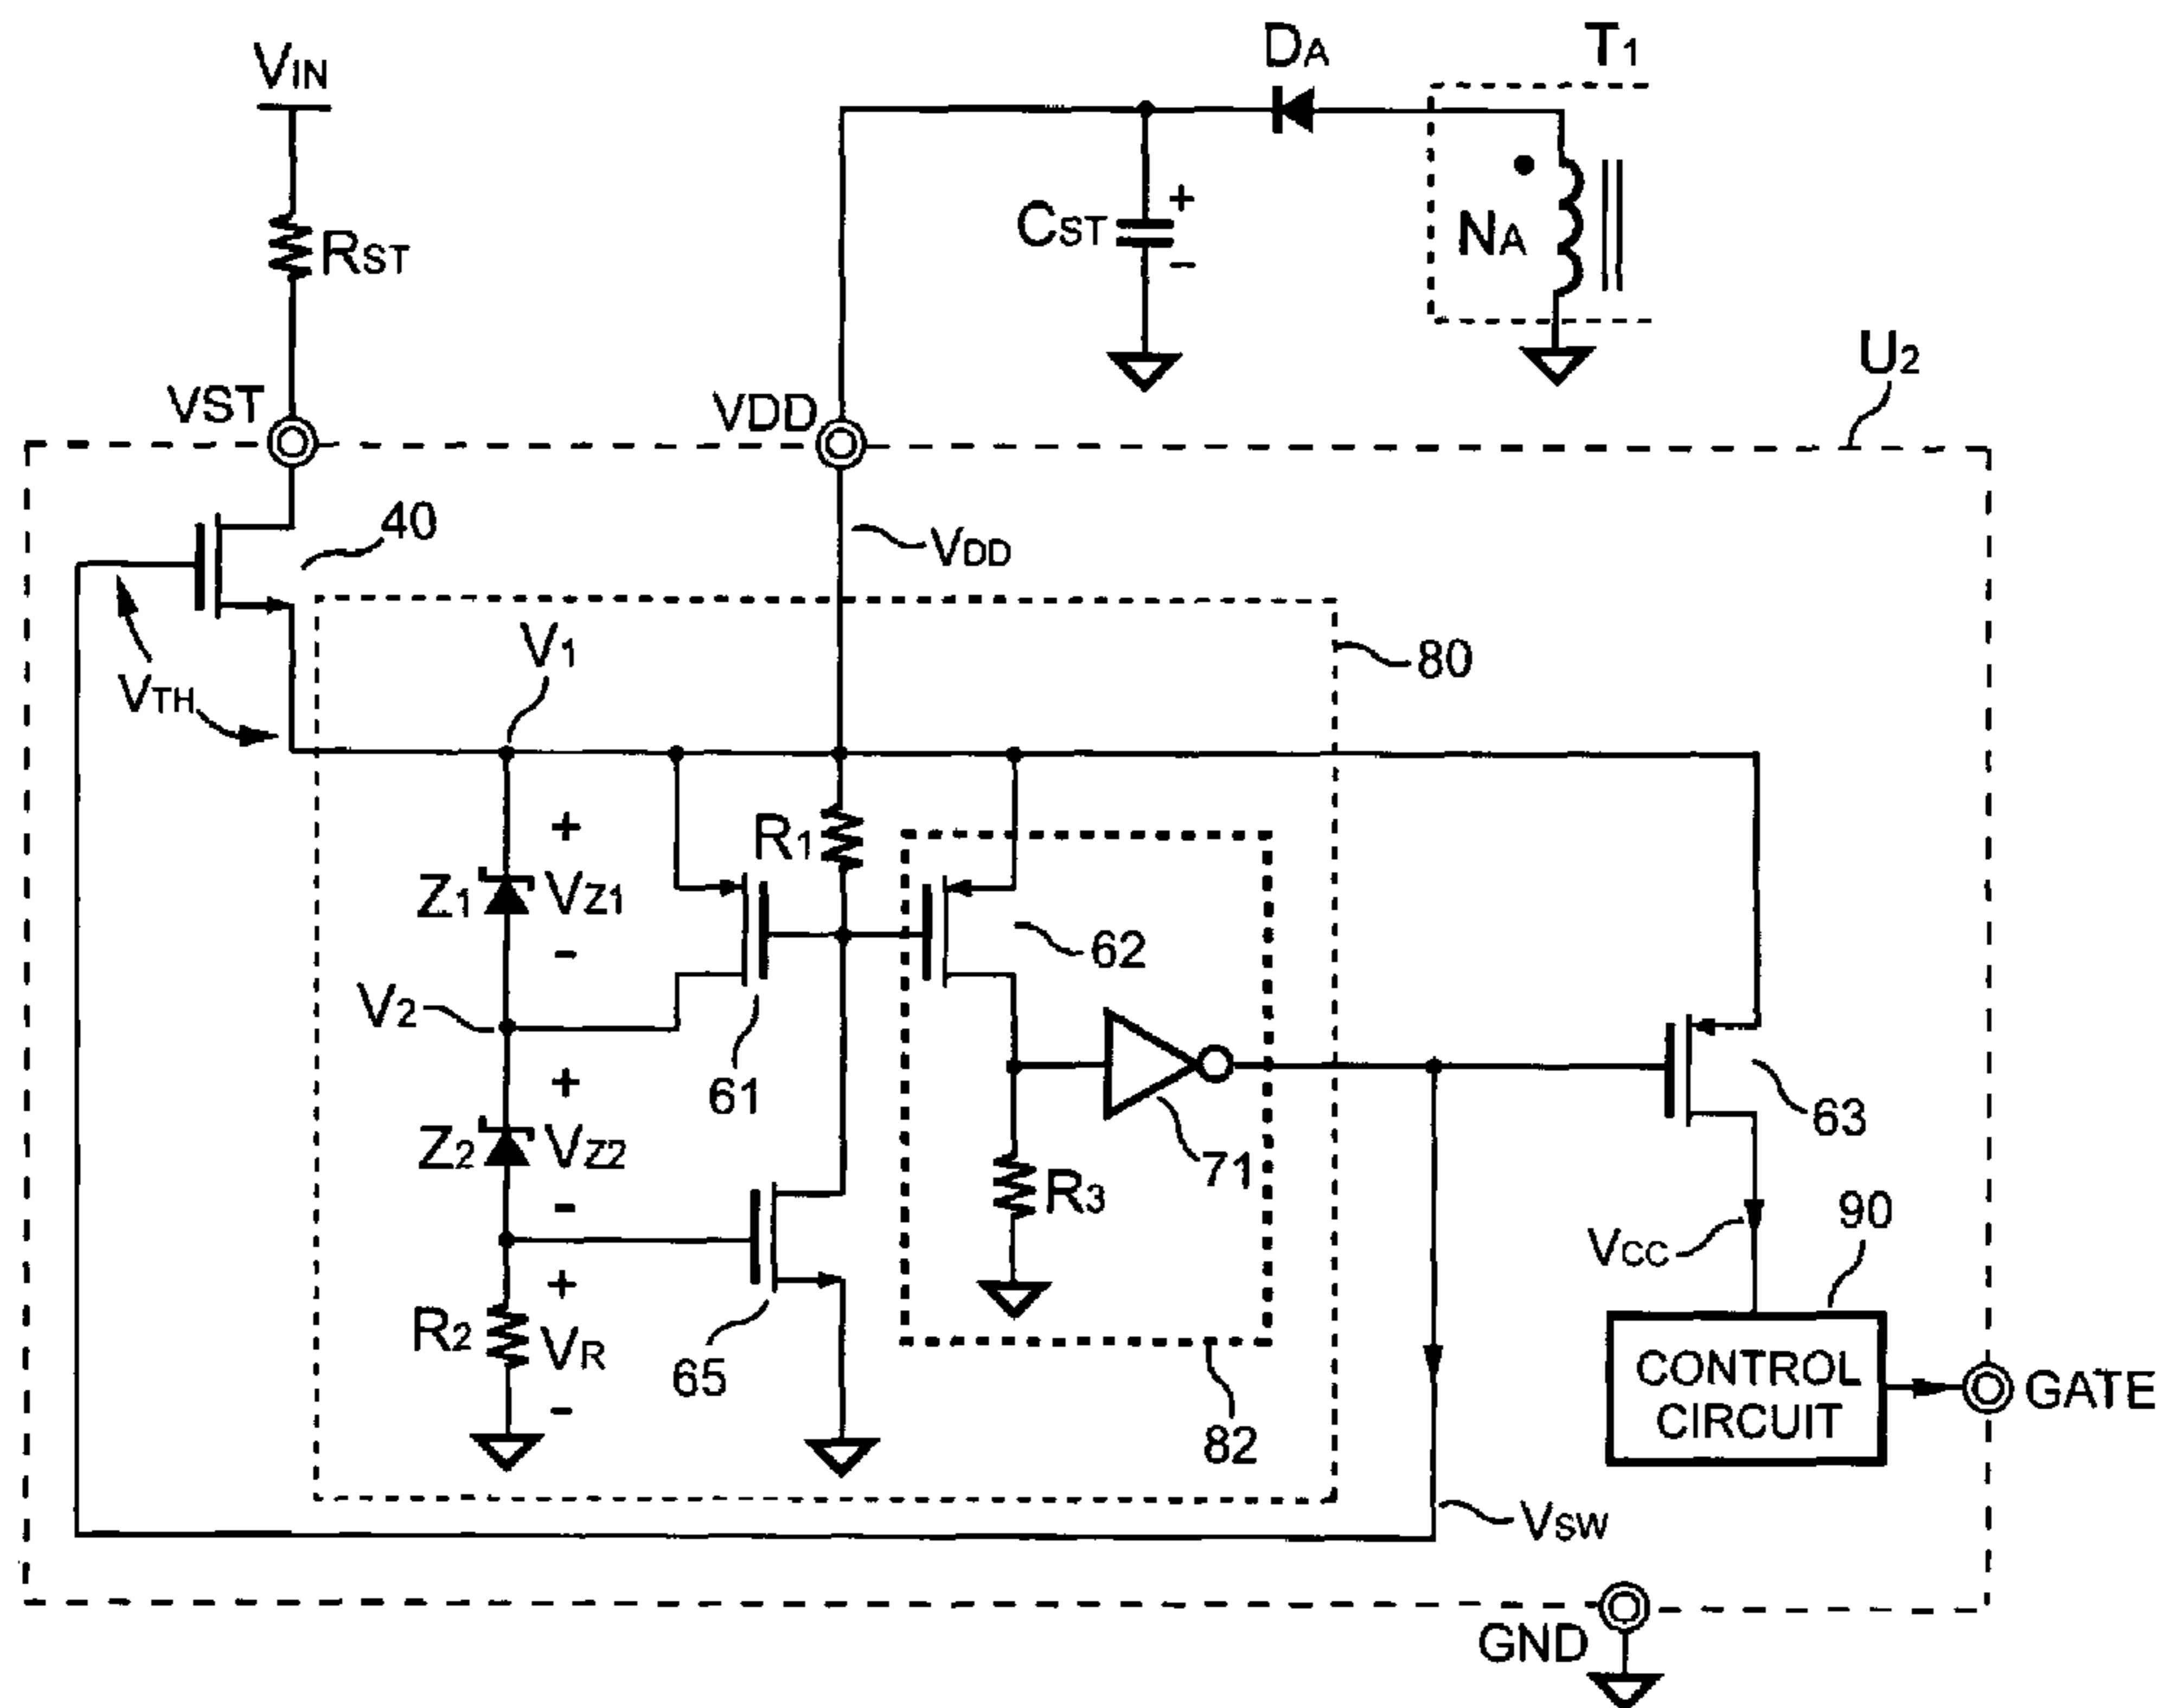 VIN
DA
T1
RST
CST
+
-
NA
U2
VST
VDD
40
VDD
VTH
V1
80
+
R1
Z1
VZ1
-
62
V2
61
+
63
Z2
VZ2
-
71
R3
90
VCC
+
R2
VR
-
65
CONTROL
CIRCUIT
GATE
82
VSW
GND